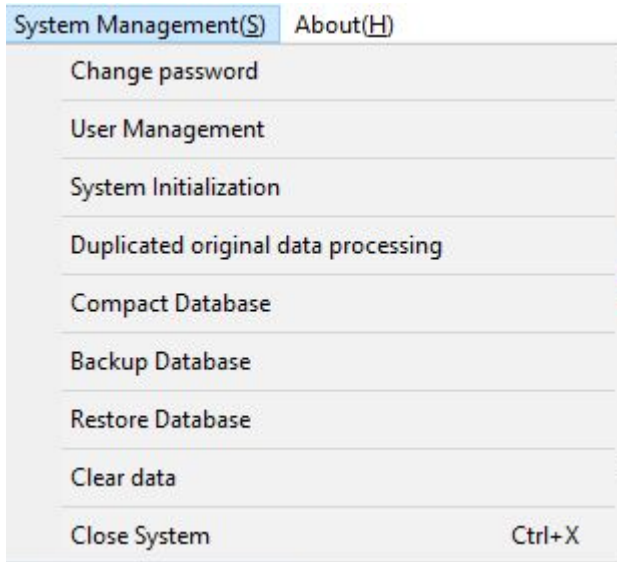 System Management(S) About(H)
Change password
User Management
System Initialization
Duplicated original data processing
Compact Database
Backup Database
Restore Database
Clear data
Close System Ctrl+X